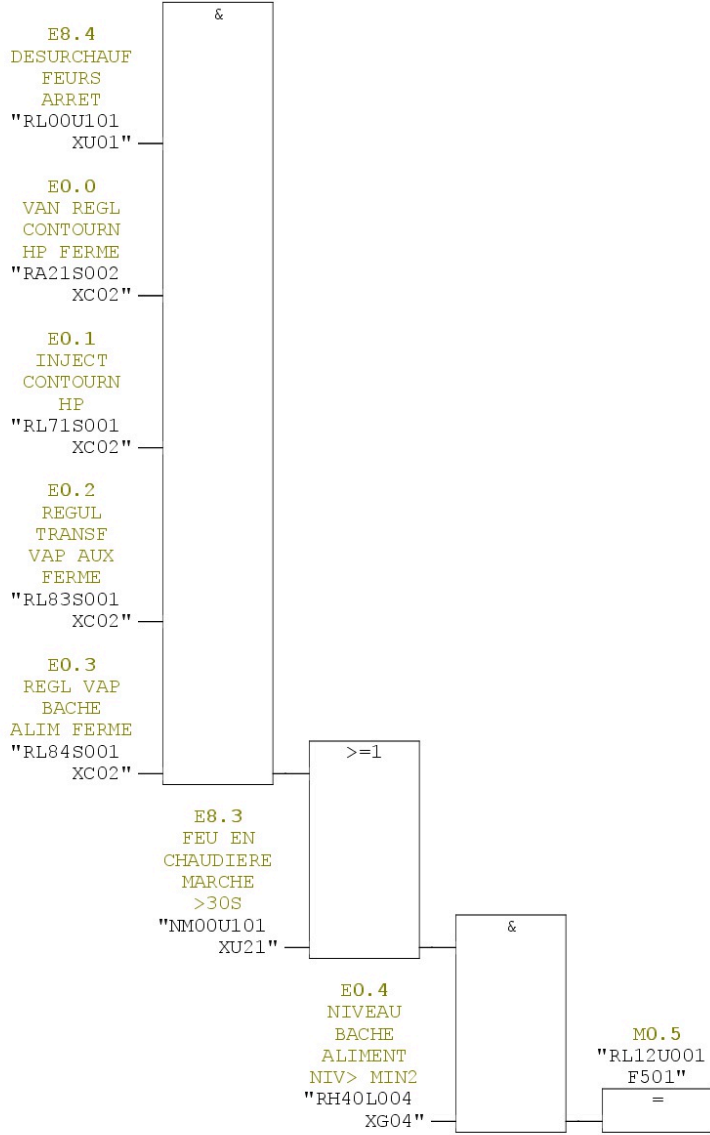 &
E8.4
DESURCHAUF
FEURS
ARRET
"RL00U101
XU01"
E0.0
VAN REGL
CONTOURN
HP FERME
"RA21S002
XC02"
E0.1
INJECT
CONTOURN
HP
"RL71S001
XC02"
E0.2
REGUL
TRANSF
VAP AUX
FERME
"RL83S001
XC02"
E0.3
REGL VAP
BACHE
ALIM FERME
"RL84S001
XC02"
>=1
E8.3
FEU EN
CHAUDIERE
MARCHE
>30S
"NM00U101
XU21"
&
E0.4
NIVEAU
BACHE
ALIMENT
NIV> MIN2
"RH40L004
XG04"
M0.5
"RL12U001
F501"
=